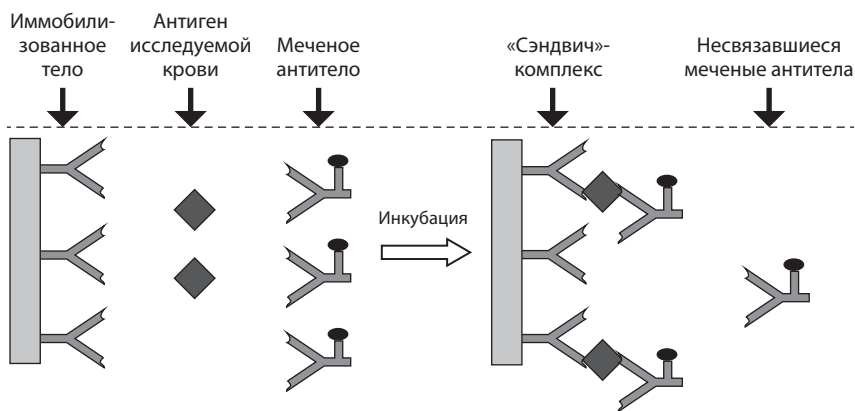 Иммобили-
зованное
тело
Антиген
исследуемой
крови
Меченое
антитело
«Сэндвич»-
комплекс
Несвязавшиеся
меченые антитела
Инкубация